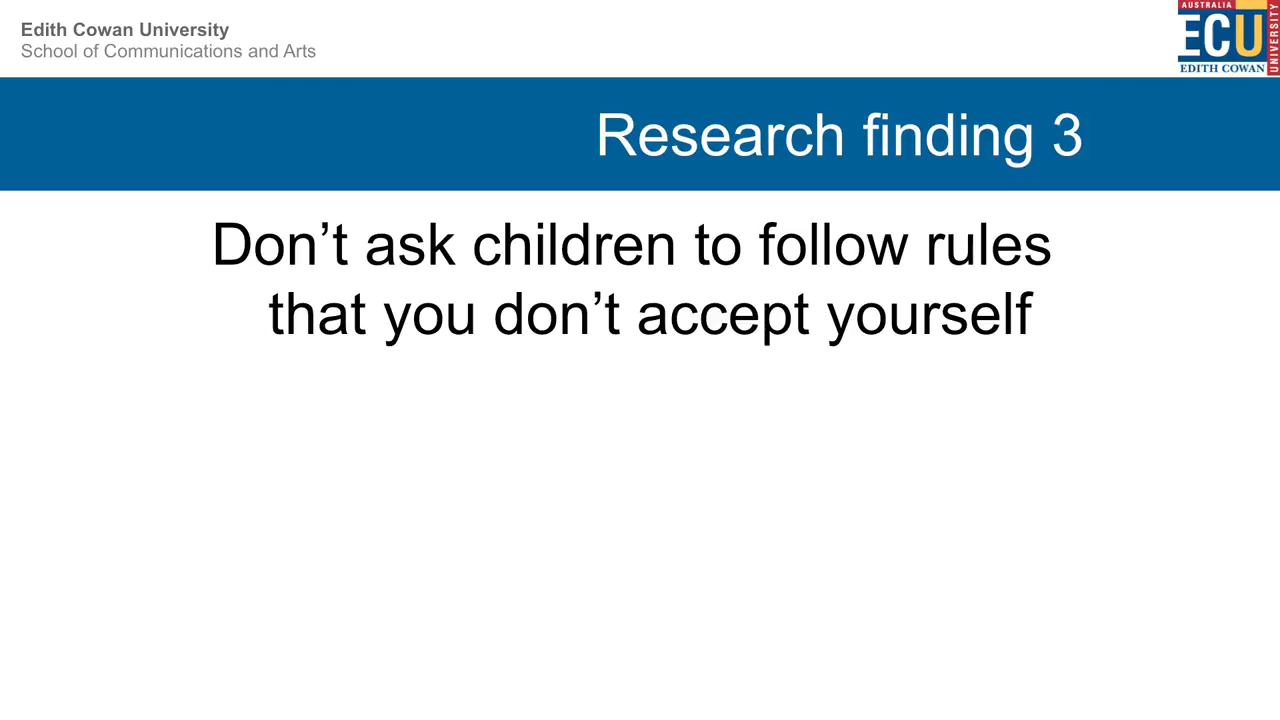 Edith Cowan University
School of Communications and Arts
AUSTRALIA
ECU
EDITH COWAN
UNIVERSITY
Research finding 3
Don’t ask children to follow rules
that you don’t accept yourself